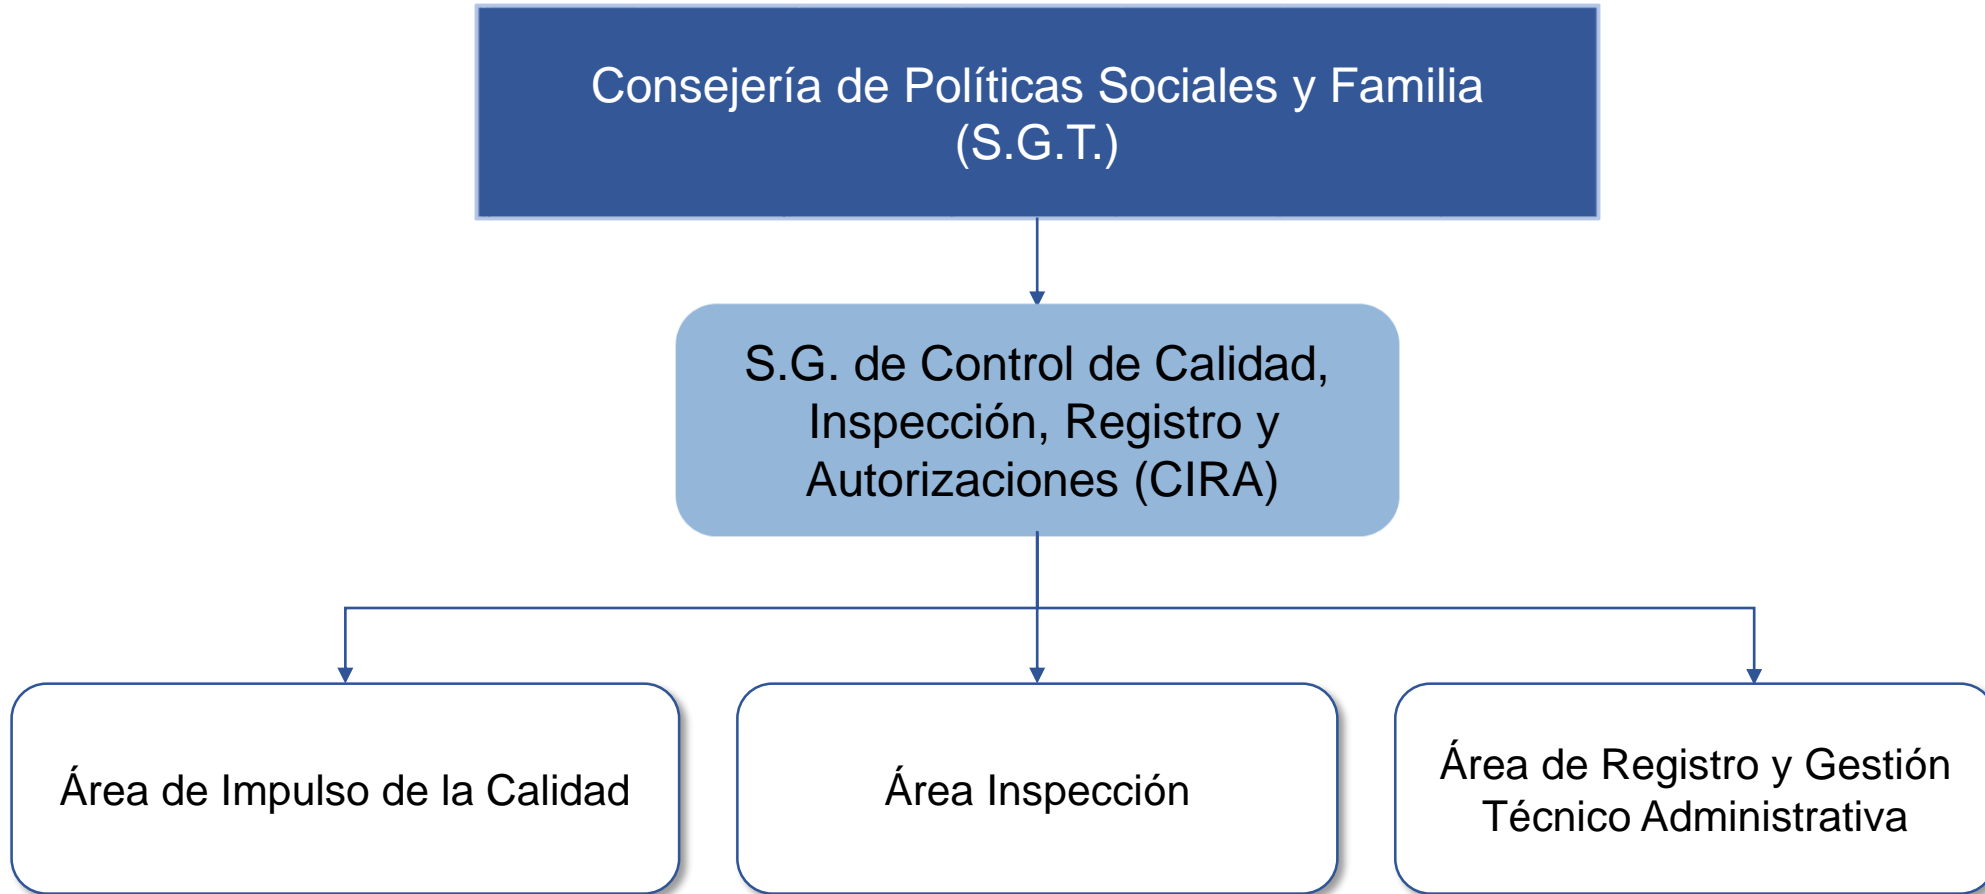 Consejería de Políticas Sociales y Familia
(S.G.T.)
S.G. de Control de Calidad,
Inspección, Registro y
Autorizaciones (CIRA)
Área de Impulso de la Calidad
Área Inspección
Área de Registro y Gestión
Técnico Administrativa